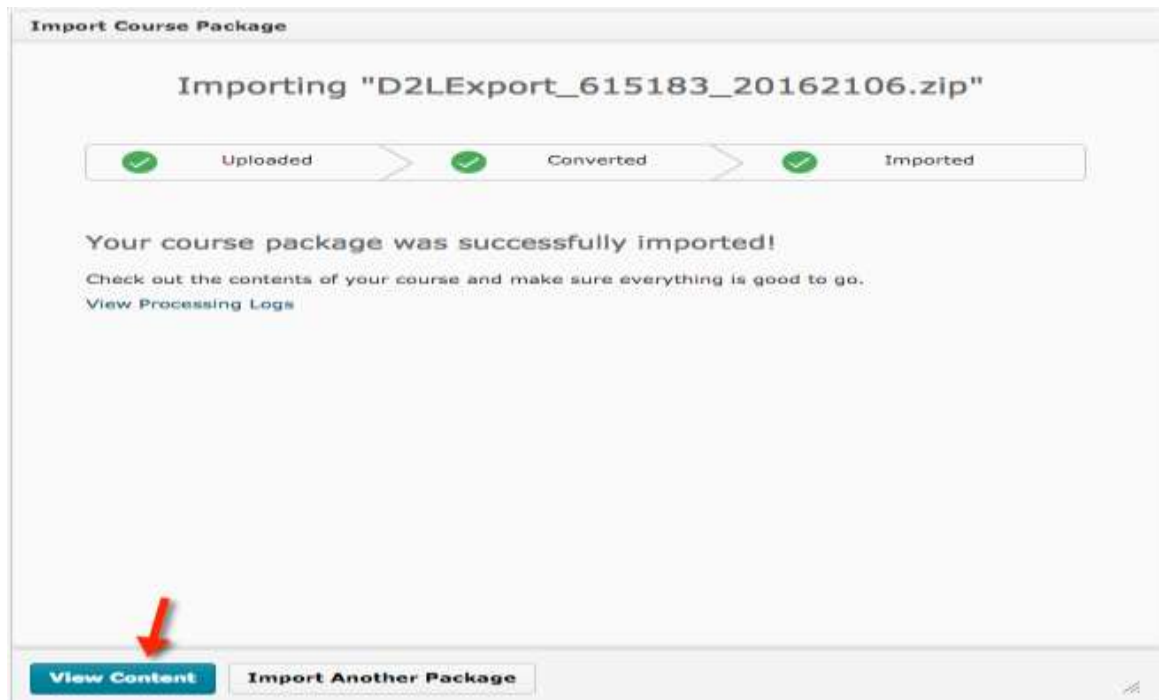 Import Course Package
Importing "D2LExport_615183_20162106.zip"
Uploaded Converted Imported
Your course package was successfully imported!
Check out the contents of your course and make sure everything is good to go.
View Processing Logs
View Content Import Another Package